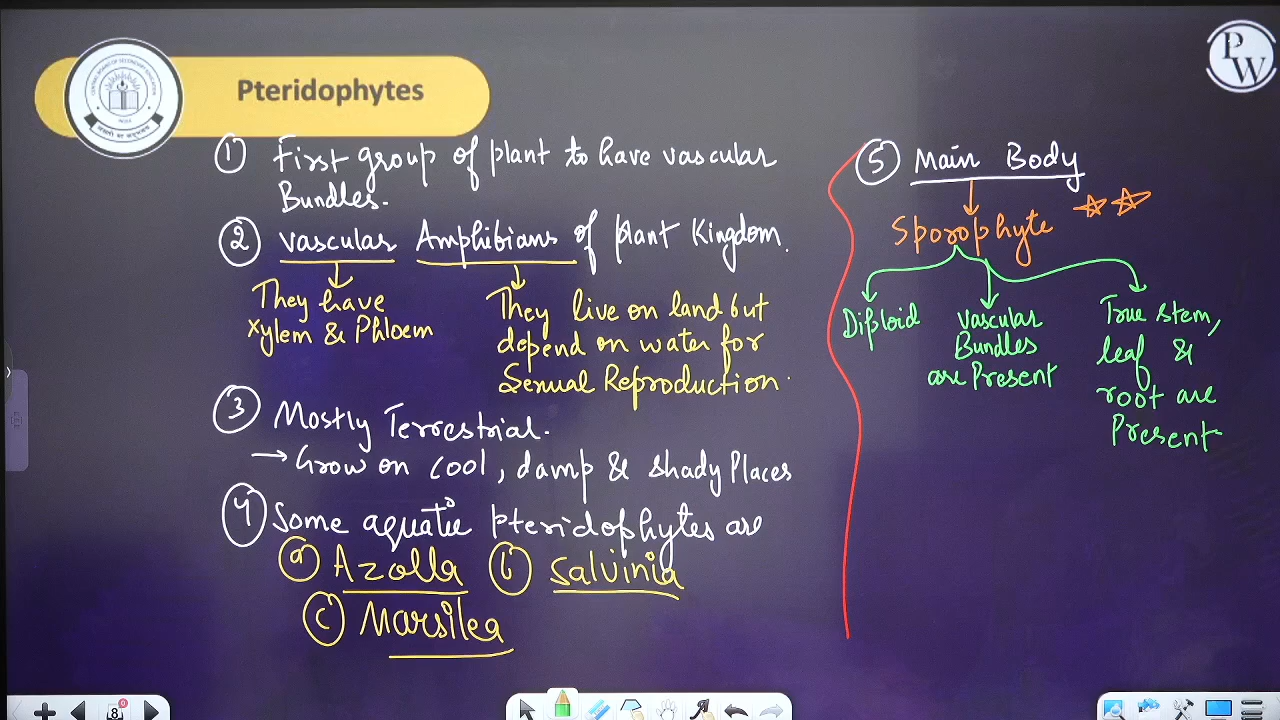 Pteridophytes
PW
① First group of plant to have vascular
Bundles.
② vascular Amphibians of plant Kingdom.
They have
xylem & Phloem
They live on land but
depend on water for
Sexual Reproduction.
③ Mostly Terrestrial.
→ Grow on cool, damp & shady Places
④ Some aquatic pteridophytes are
ⓐ Azolla ⓑ Salvinia
ⓒ Marsilea
⑤ Main Body
Sporophyte
Diploid
vascular
Bundles
are Present
True stem,
leaf &
root are
Present
8